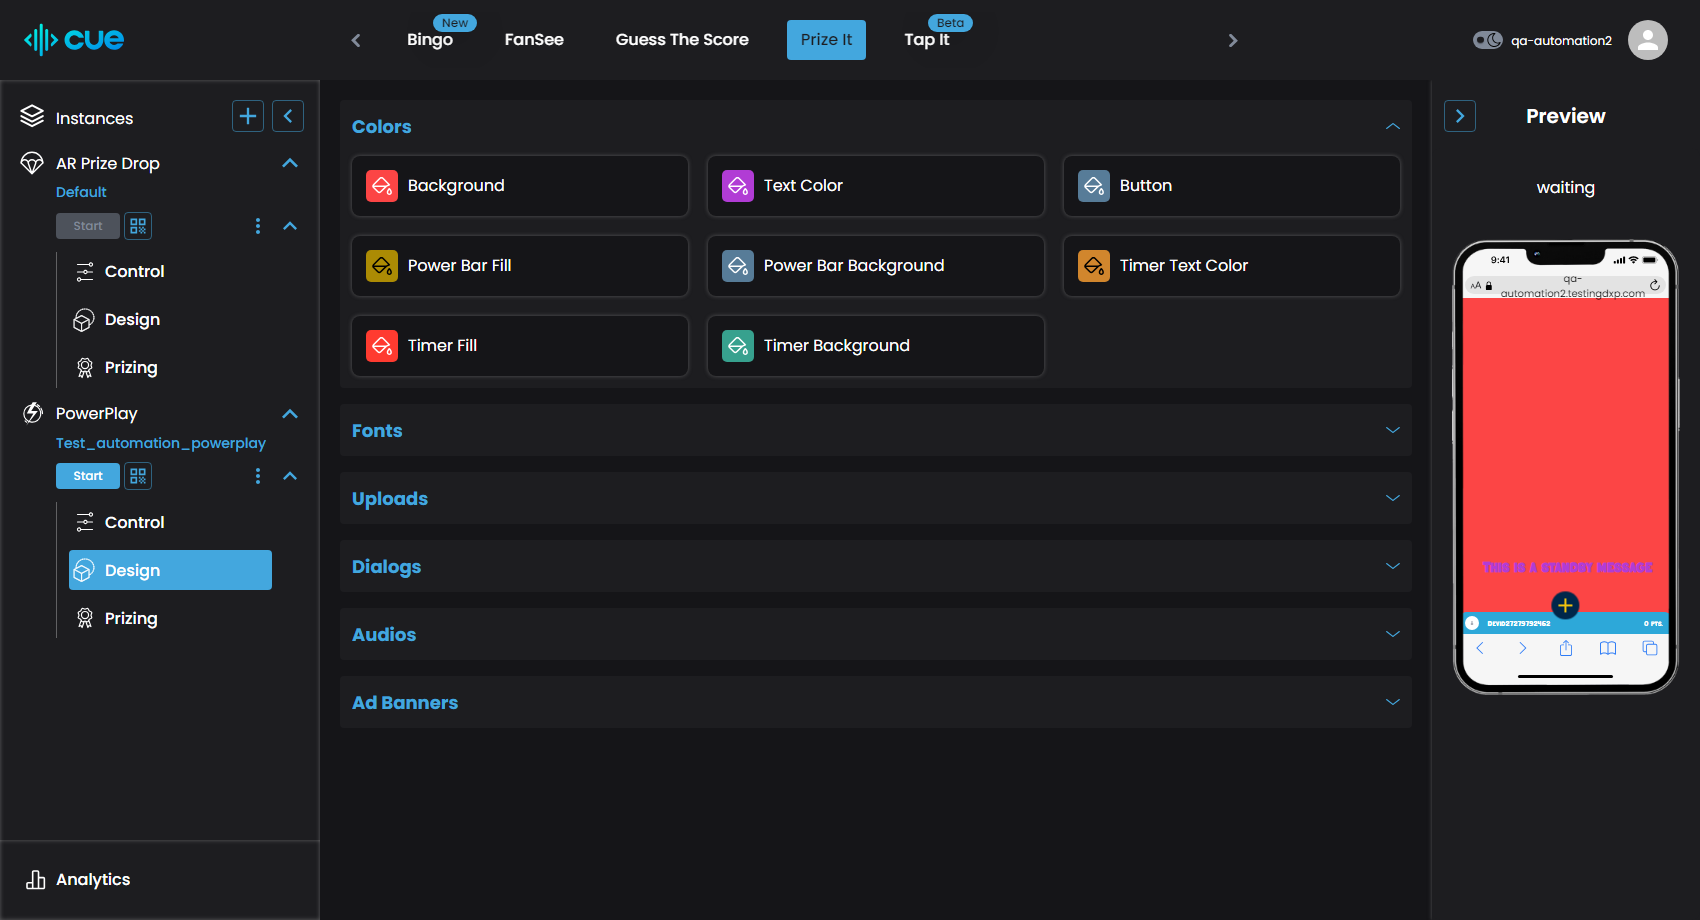 cue
Bingo
New
FanSee
Guess The Score
Prize It
Tap It
Beta
qa-automation2
Instances
AR Prize Drop
Default
Start
Control
Design
Prizing
PowerPlay
Test_automation_powerplay
Start
Control
Design
Prizing
Analytics
Colors
Background
Text Color
Button
Power Bar Fill
Power Bar Background
Timer Text Color
Timer Fill
Timer Background
Fonts
Uploads
Dialogs
Audios
Ad Banners
Preview
waiting
9:41
AA
qa-
automation2.testingdxp.com
THIS IS A STANDBY MESSAGE
DEVID27279792462
0 PTS.